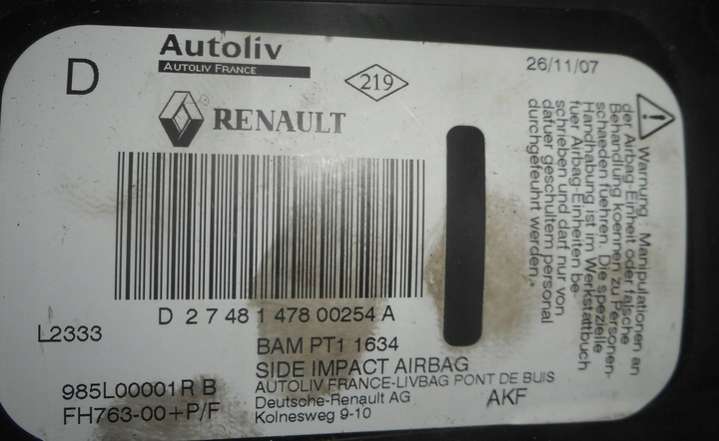 D
Autoliv
AUTOLIV FRANCE
219
26/11/07
RENAULT
D 2 7 48 1 478 00254 A
L2333
BAM PT1 1634
SIDE IMPACT AIRBAG
985L00001R B
AUTOLIV FRANCE-LIVBAG PONT DE BUIS
FH763-00+P/F
Deutsche-Renault AG
AKF
Kolnesweg 9-10
Warnung : Manipulationen an
der Airbag-Einheit oder falsche
Behandlung koennen zu Personen-
schaeden fuehren. Die spezielle
Handhabung ist im Werkstattbuch
fuer Airbag-Einheiten be-
schrieben und darf nur von
dafuer geschultem personal
durchgefeuhrt werden.